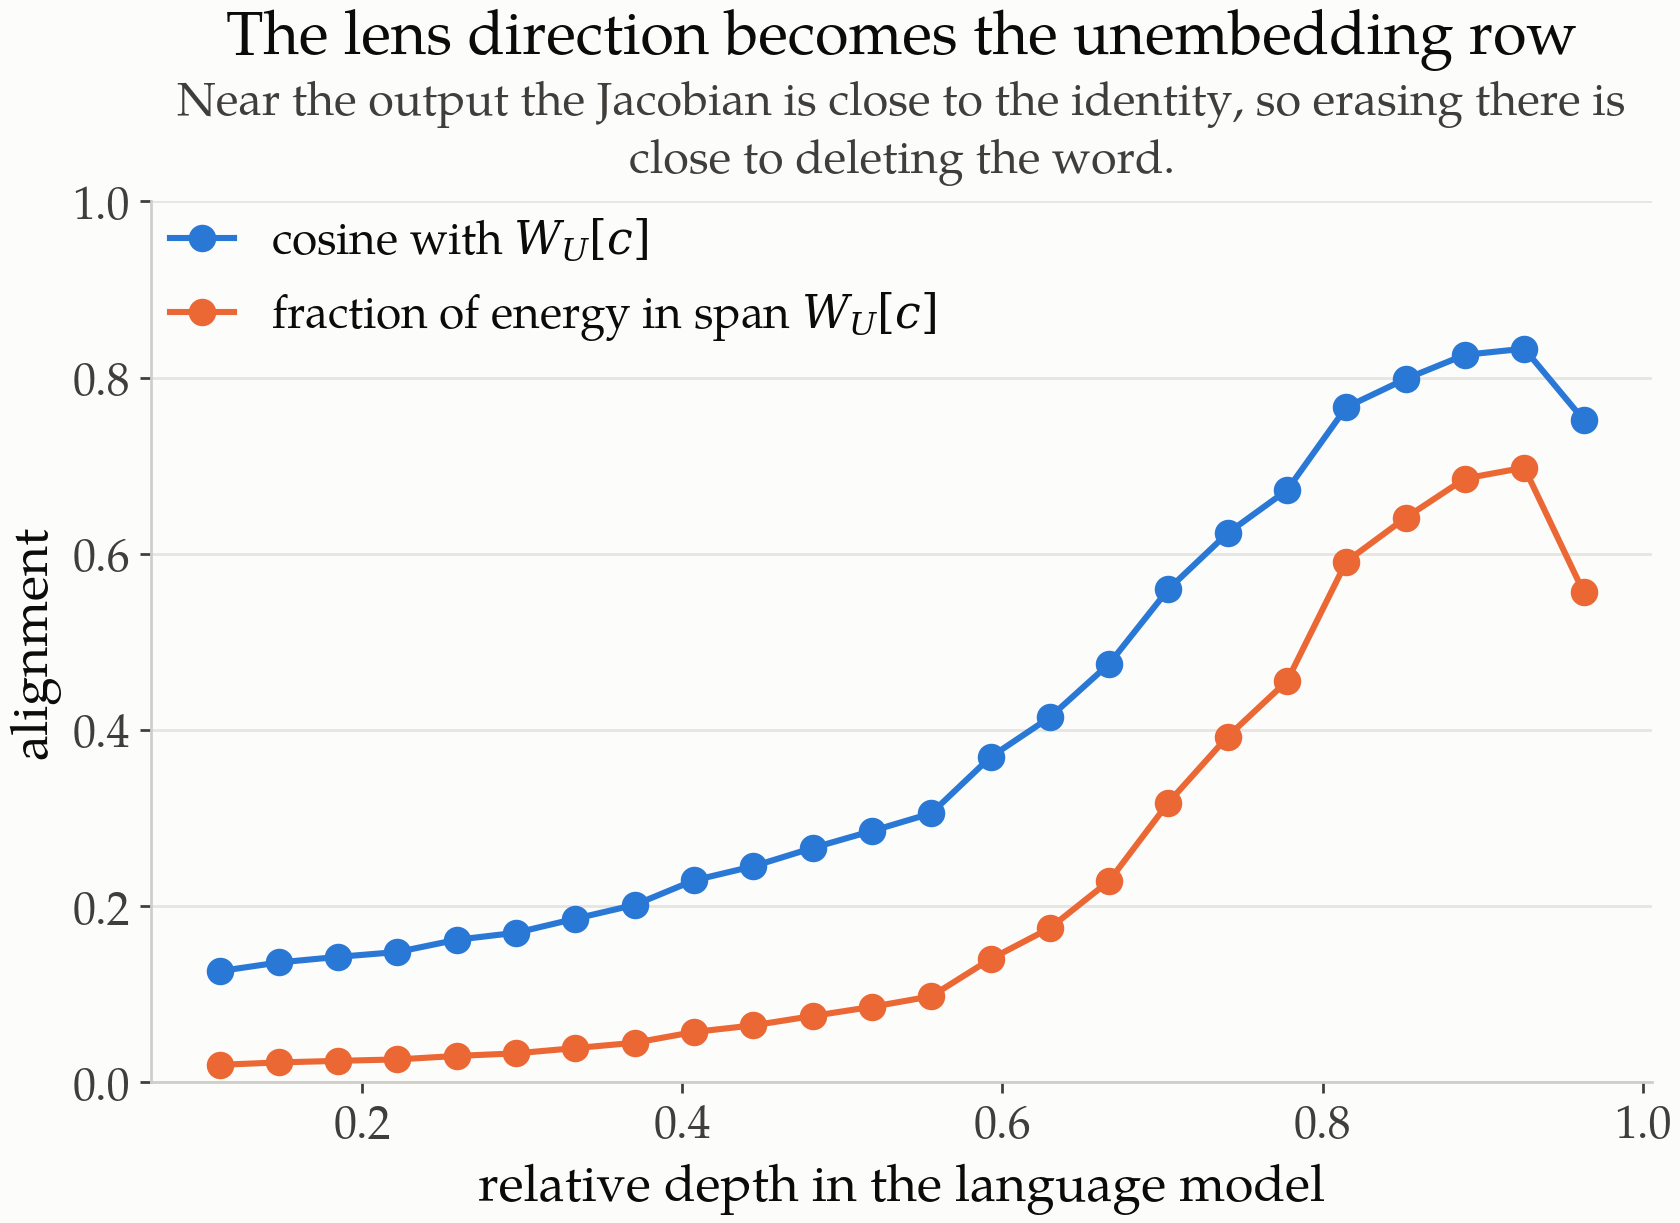 The lens direction becomes the unembedding row
Near the output the Jacobian is close to the identity, so erasing there is
close to deleting the word.
cosine with W_U[c]
fraction of energy in span W_U[c]
alignment
1.0
0.8
0.6
0.4
0.2
0.0
0.2 0.4 0.6 0.8 1.0
relative depth in the language model